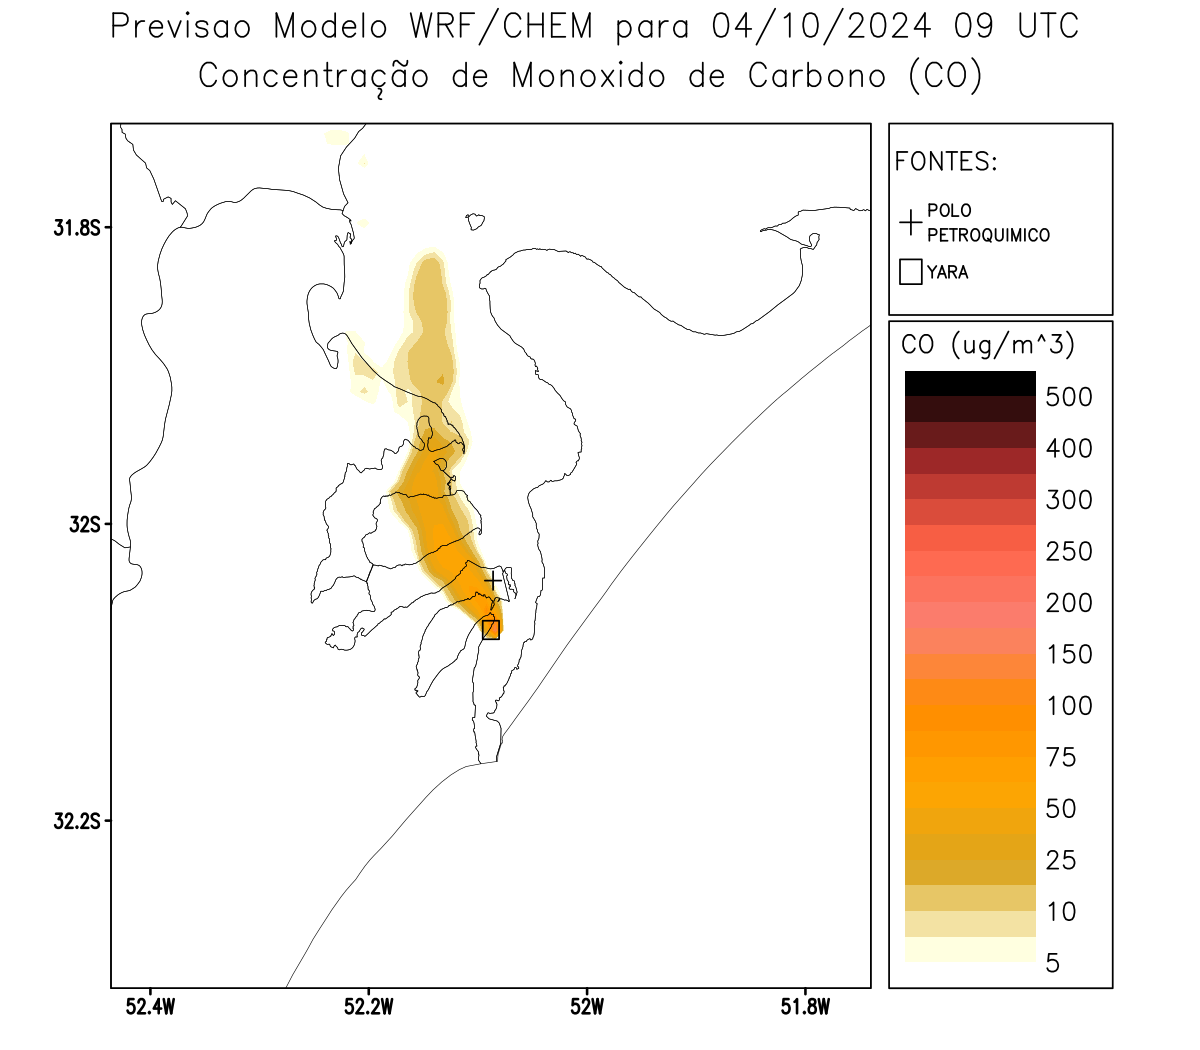 Previsao Modelo WRF/CHEM para 04/10/2024 09 UTC
Concentração de Monoxido de Carbono (CO)
FONTES:
POLO
PETROQUIMICO
YARA
CO (ug/m^3)
500
400
300
250
200
150
100
75
50
25
10
5
31.8S
32S
32.2S
52.4W
52.2W
52W
51.8W